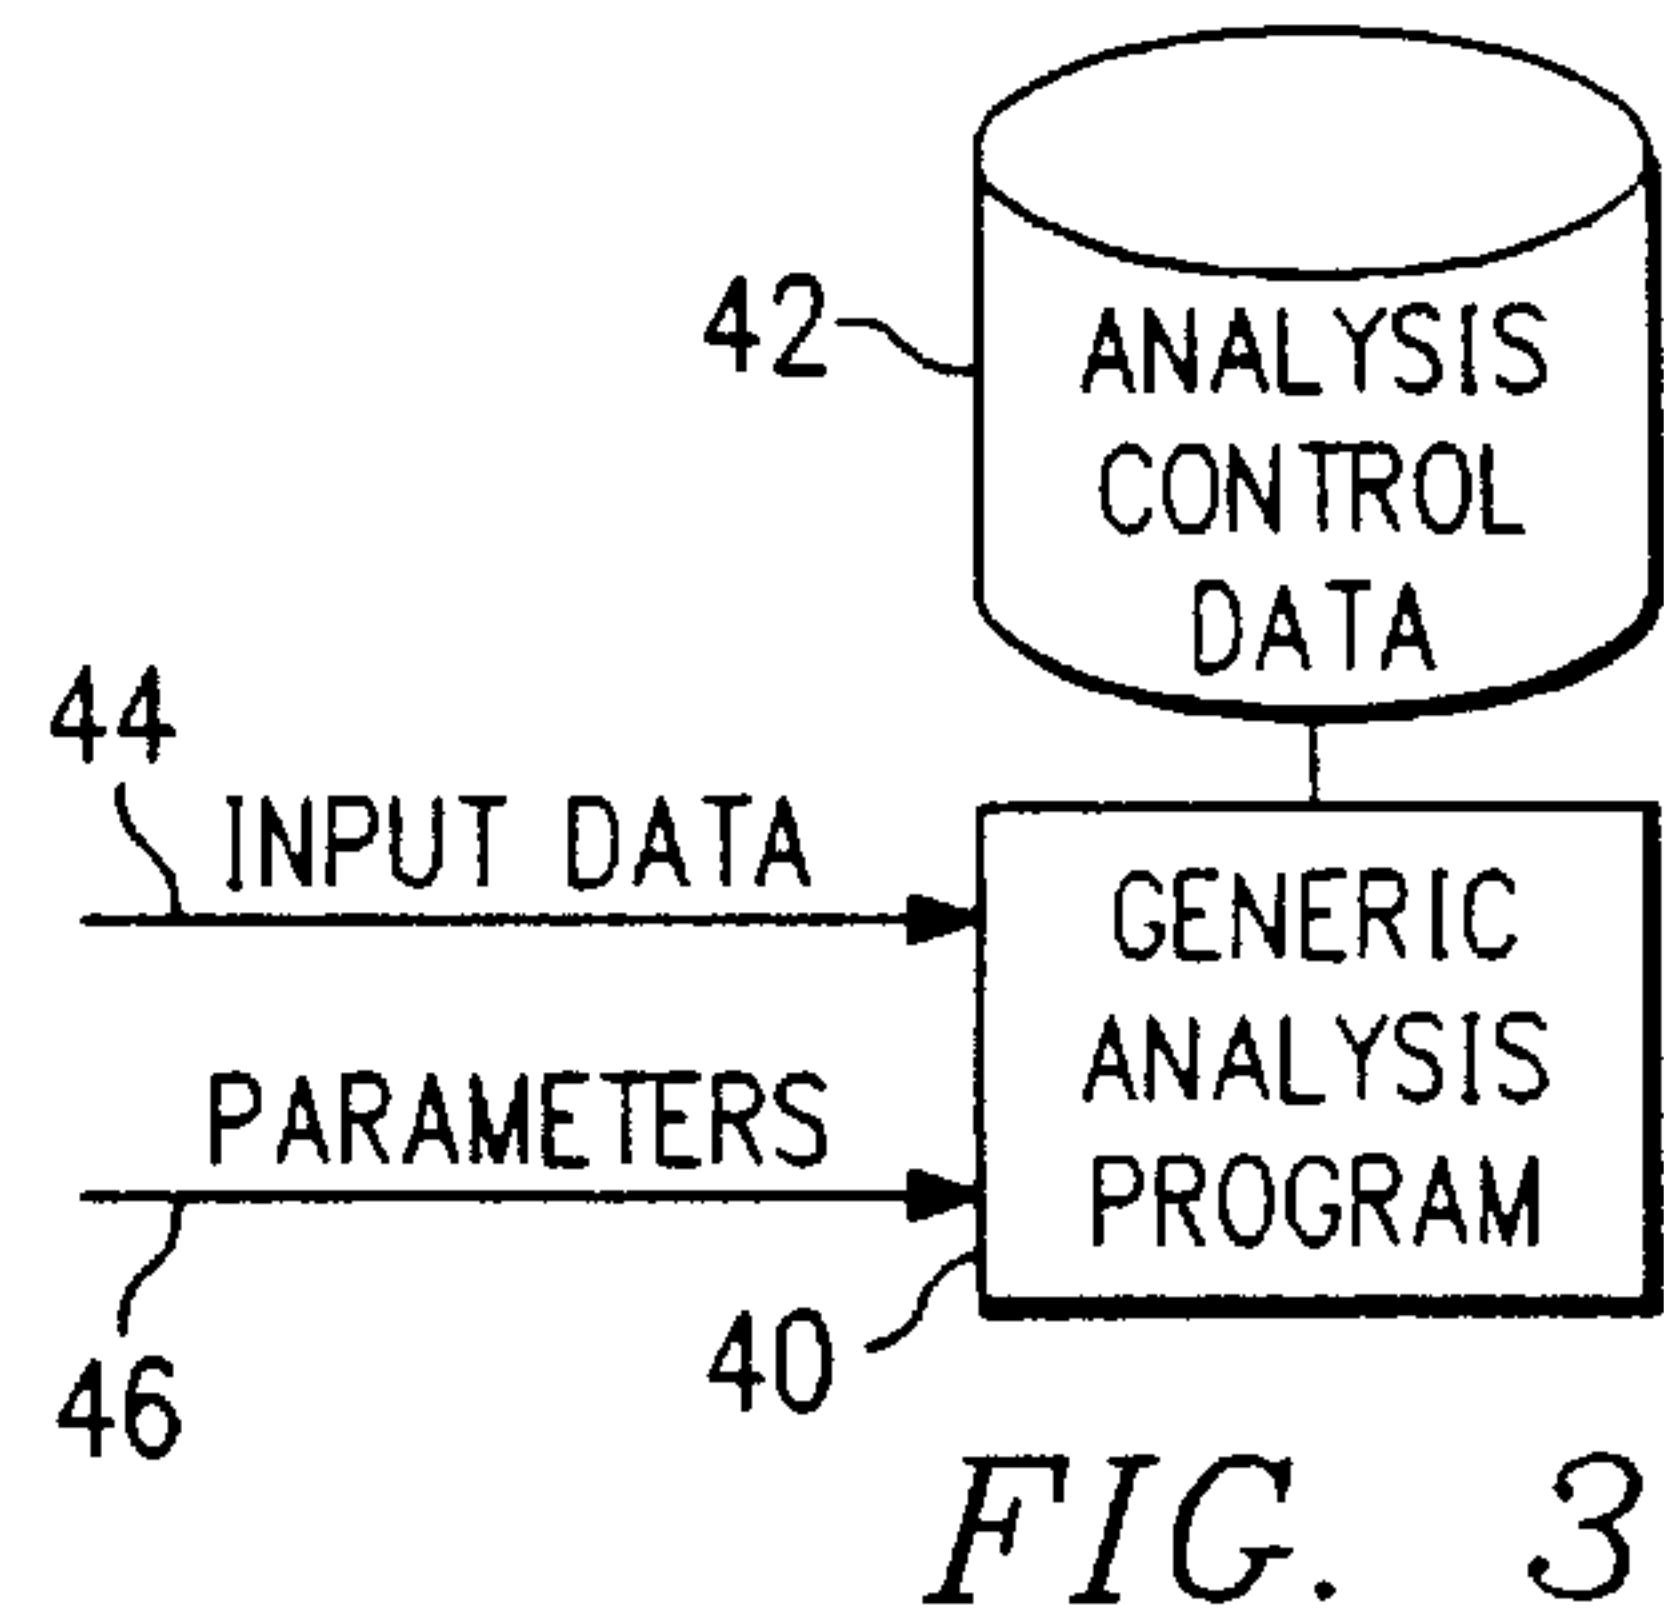 42
ANALYSIS
CONTROL
DATA
44
INPUT DATA
GENERIC
ANALYSIS
PROGRAM
PARAMETERS
46
40
FIG. 3